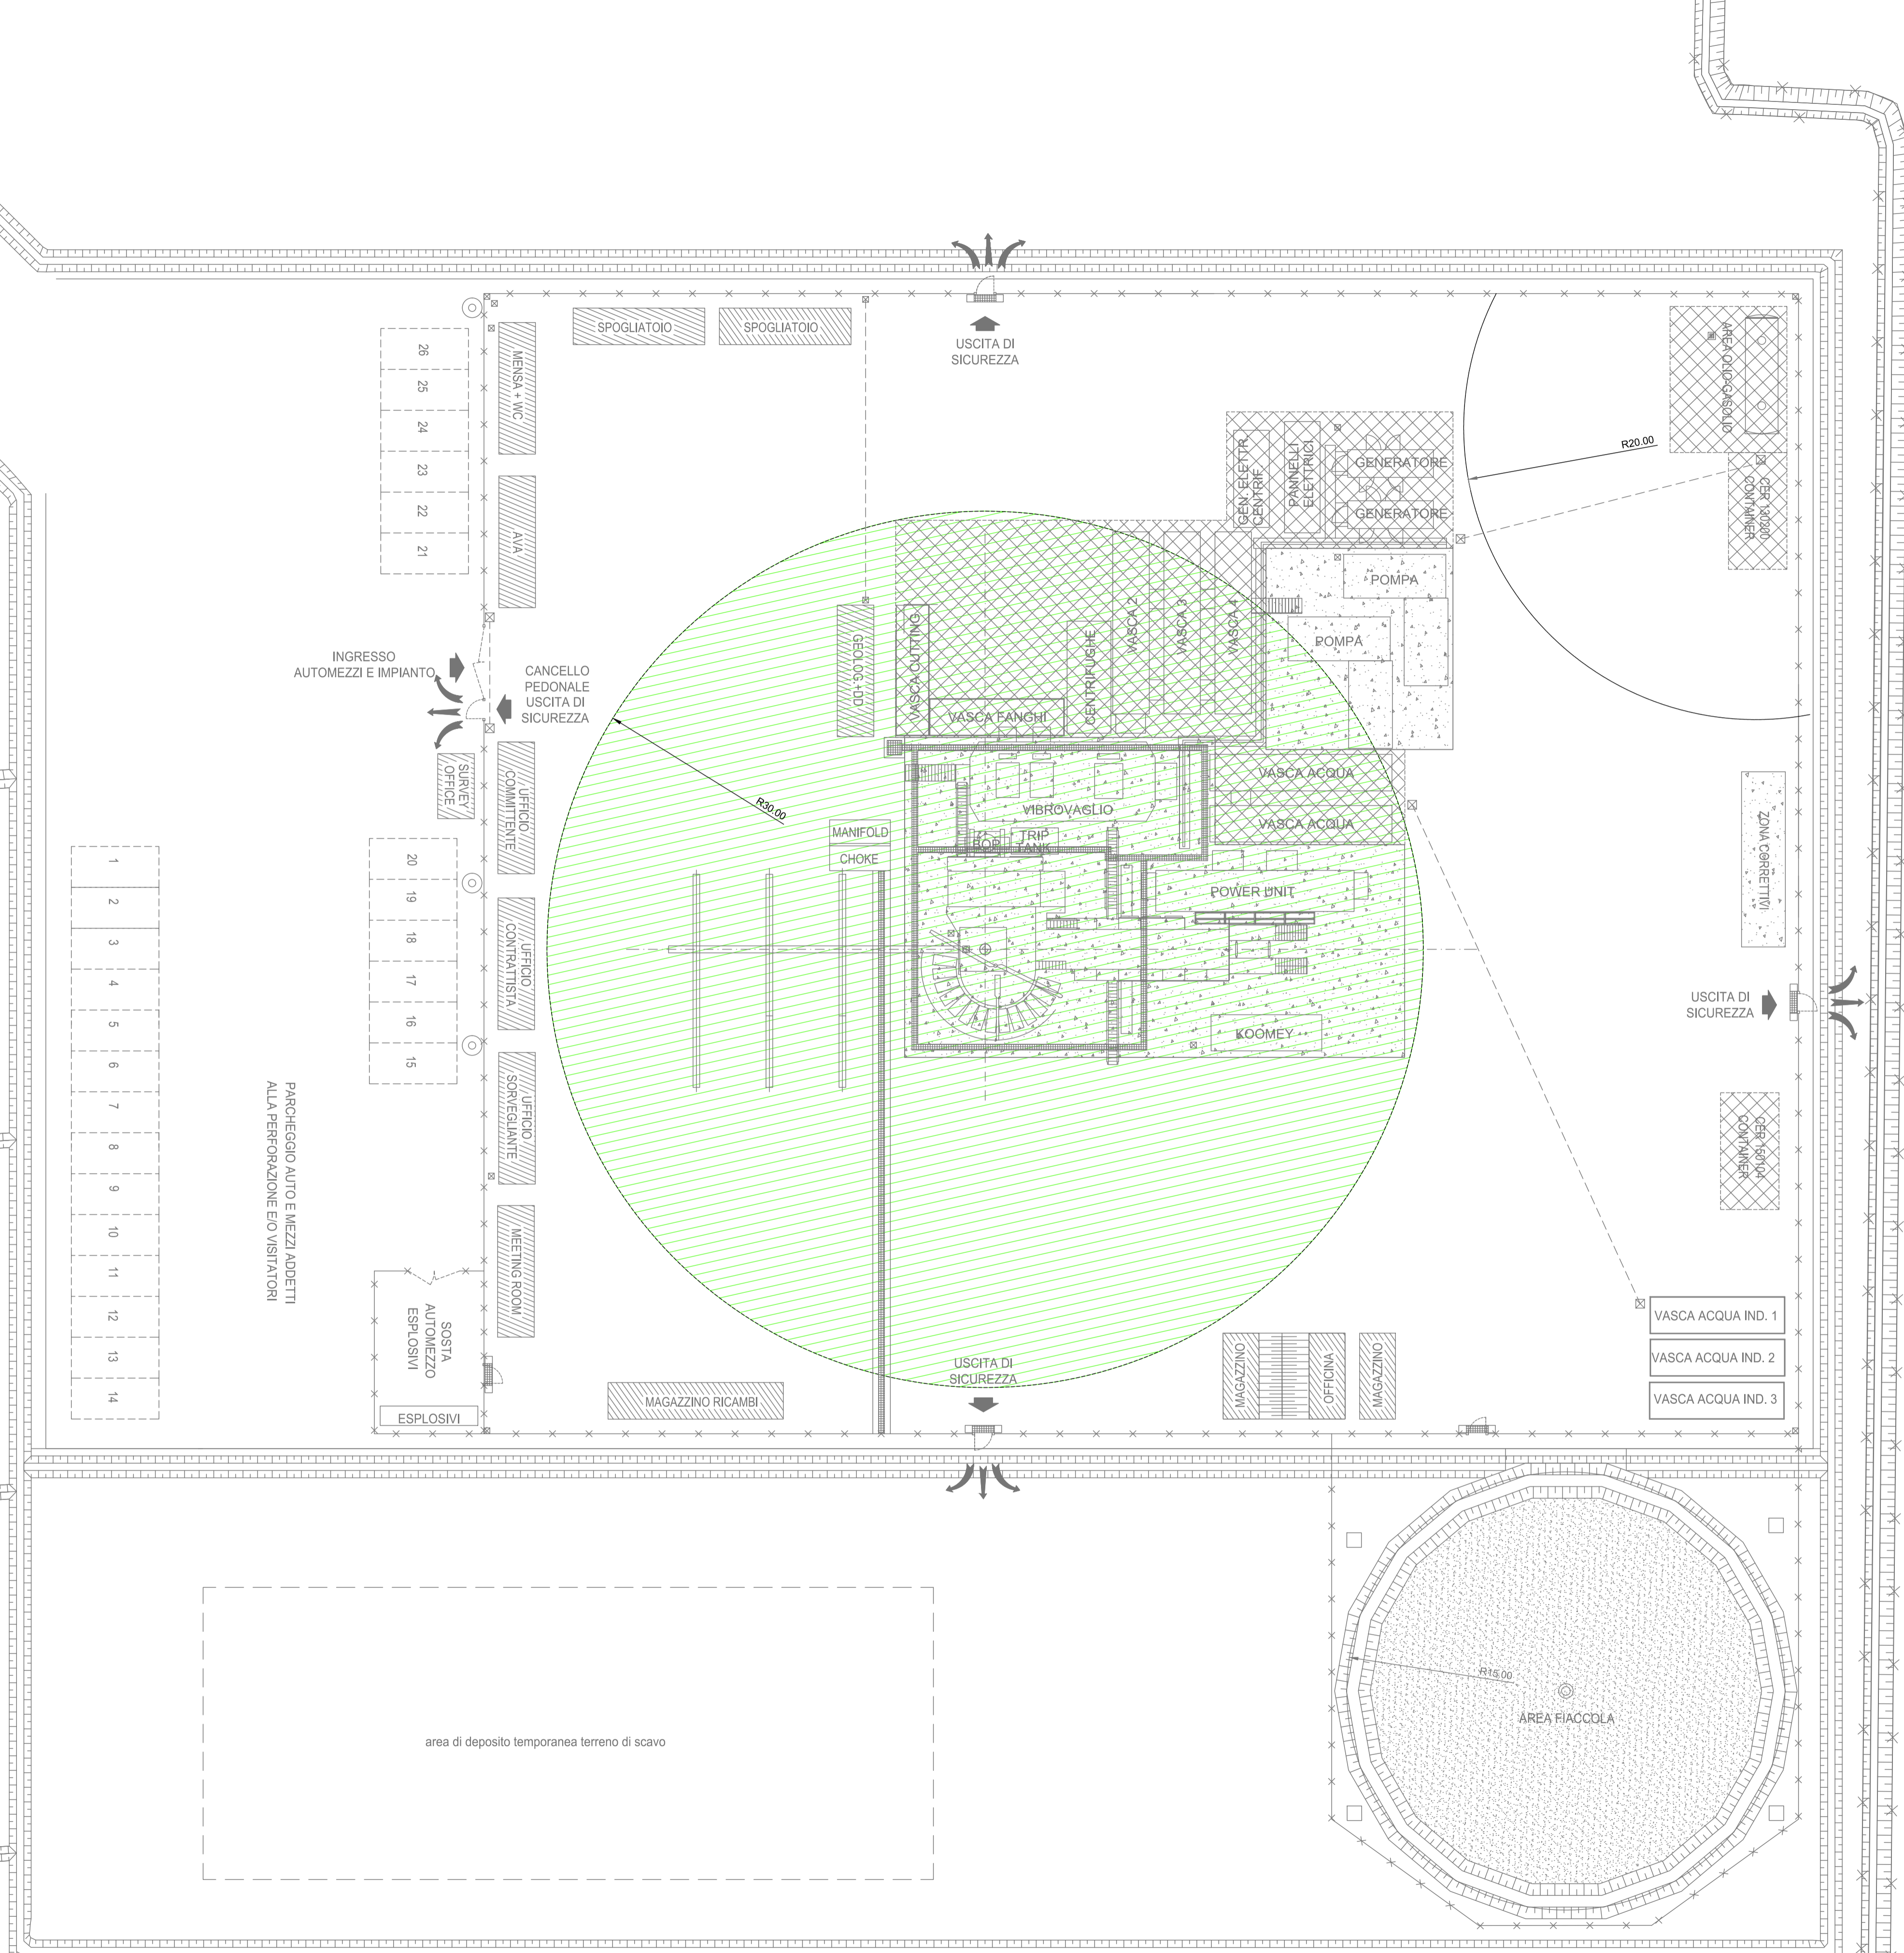 SPOGLIATOIO
SPOGLIATOIO
USCITA DI
SICUREZZA
MENSA + WC
AVA
26
25
24
23
22
21
AREA OLIO-GASOLIO
CER 130200
CONTAINER
R20.00
GEN. ELETTR.
CENTRIF
PANNELLI
ELETTRICI
GENERATORE
GENERATORE
POMPA
POMPA
VASCA 2
VASCA 3
VASCA 4
CENTRIFUGHE
VASCA CUTTING
VASCA FANGHI
GEOLOG.+DD
INGRESSO
AUTOMEZZI E IMPIANTO
CANCELLO
PEDONALE
USCITA DI
SICUREZZA
SURVEY
OFFICE
UFFICIO
COMMITTENTE
R30.00
VASCA ACQUA
VASCA ACQUA
VIBROVAGLIO
MANIFOLD
CHOKE
BOP
TRIP
TANK
POWER UNIT
KOOMEY
ZONA CORRETTIVI
USCITA DI
SICUREZZA
CER 150104
CONTAINER
20
19
18
17
16
15
UFFICIO
CONTRATTISTA
UFFICIO
SORVEGLIANTE
MEETING ROOM
1
2
3
4
5
6
7
8
9
10
11
12
13
14
PARCHEGGIO AUTO E MEZZI ADDETTI
ALLA PERFORAZIONE E/O VISITATORI
SOSTA
AUTOMEZZO
ESPLOSIVI
ESPLOSIVI
MAGAZZINO RICAMBI
USCITA DI
SICUREZZA
MAGAZZINO
OFFICINA
MAGAZZINO
VASCA ACQUA IND. 1
VASCA ACQUA IND. 2
VASCA ACQUA IND. 3
R15.00
AREA FIACCOLA
area di deposito temporanea terreno di scavo